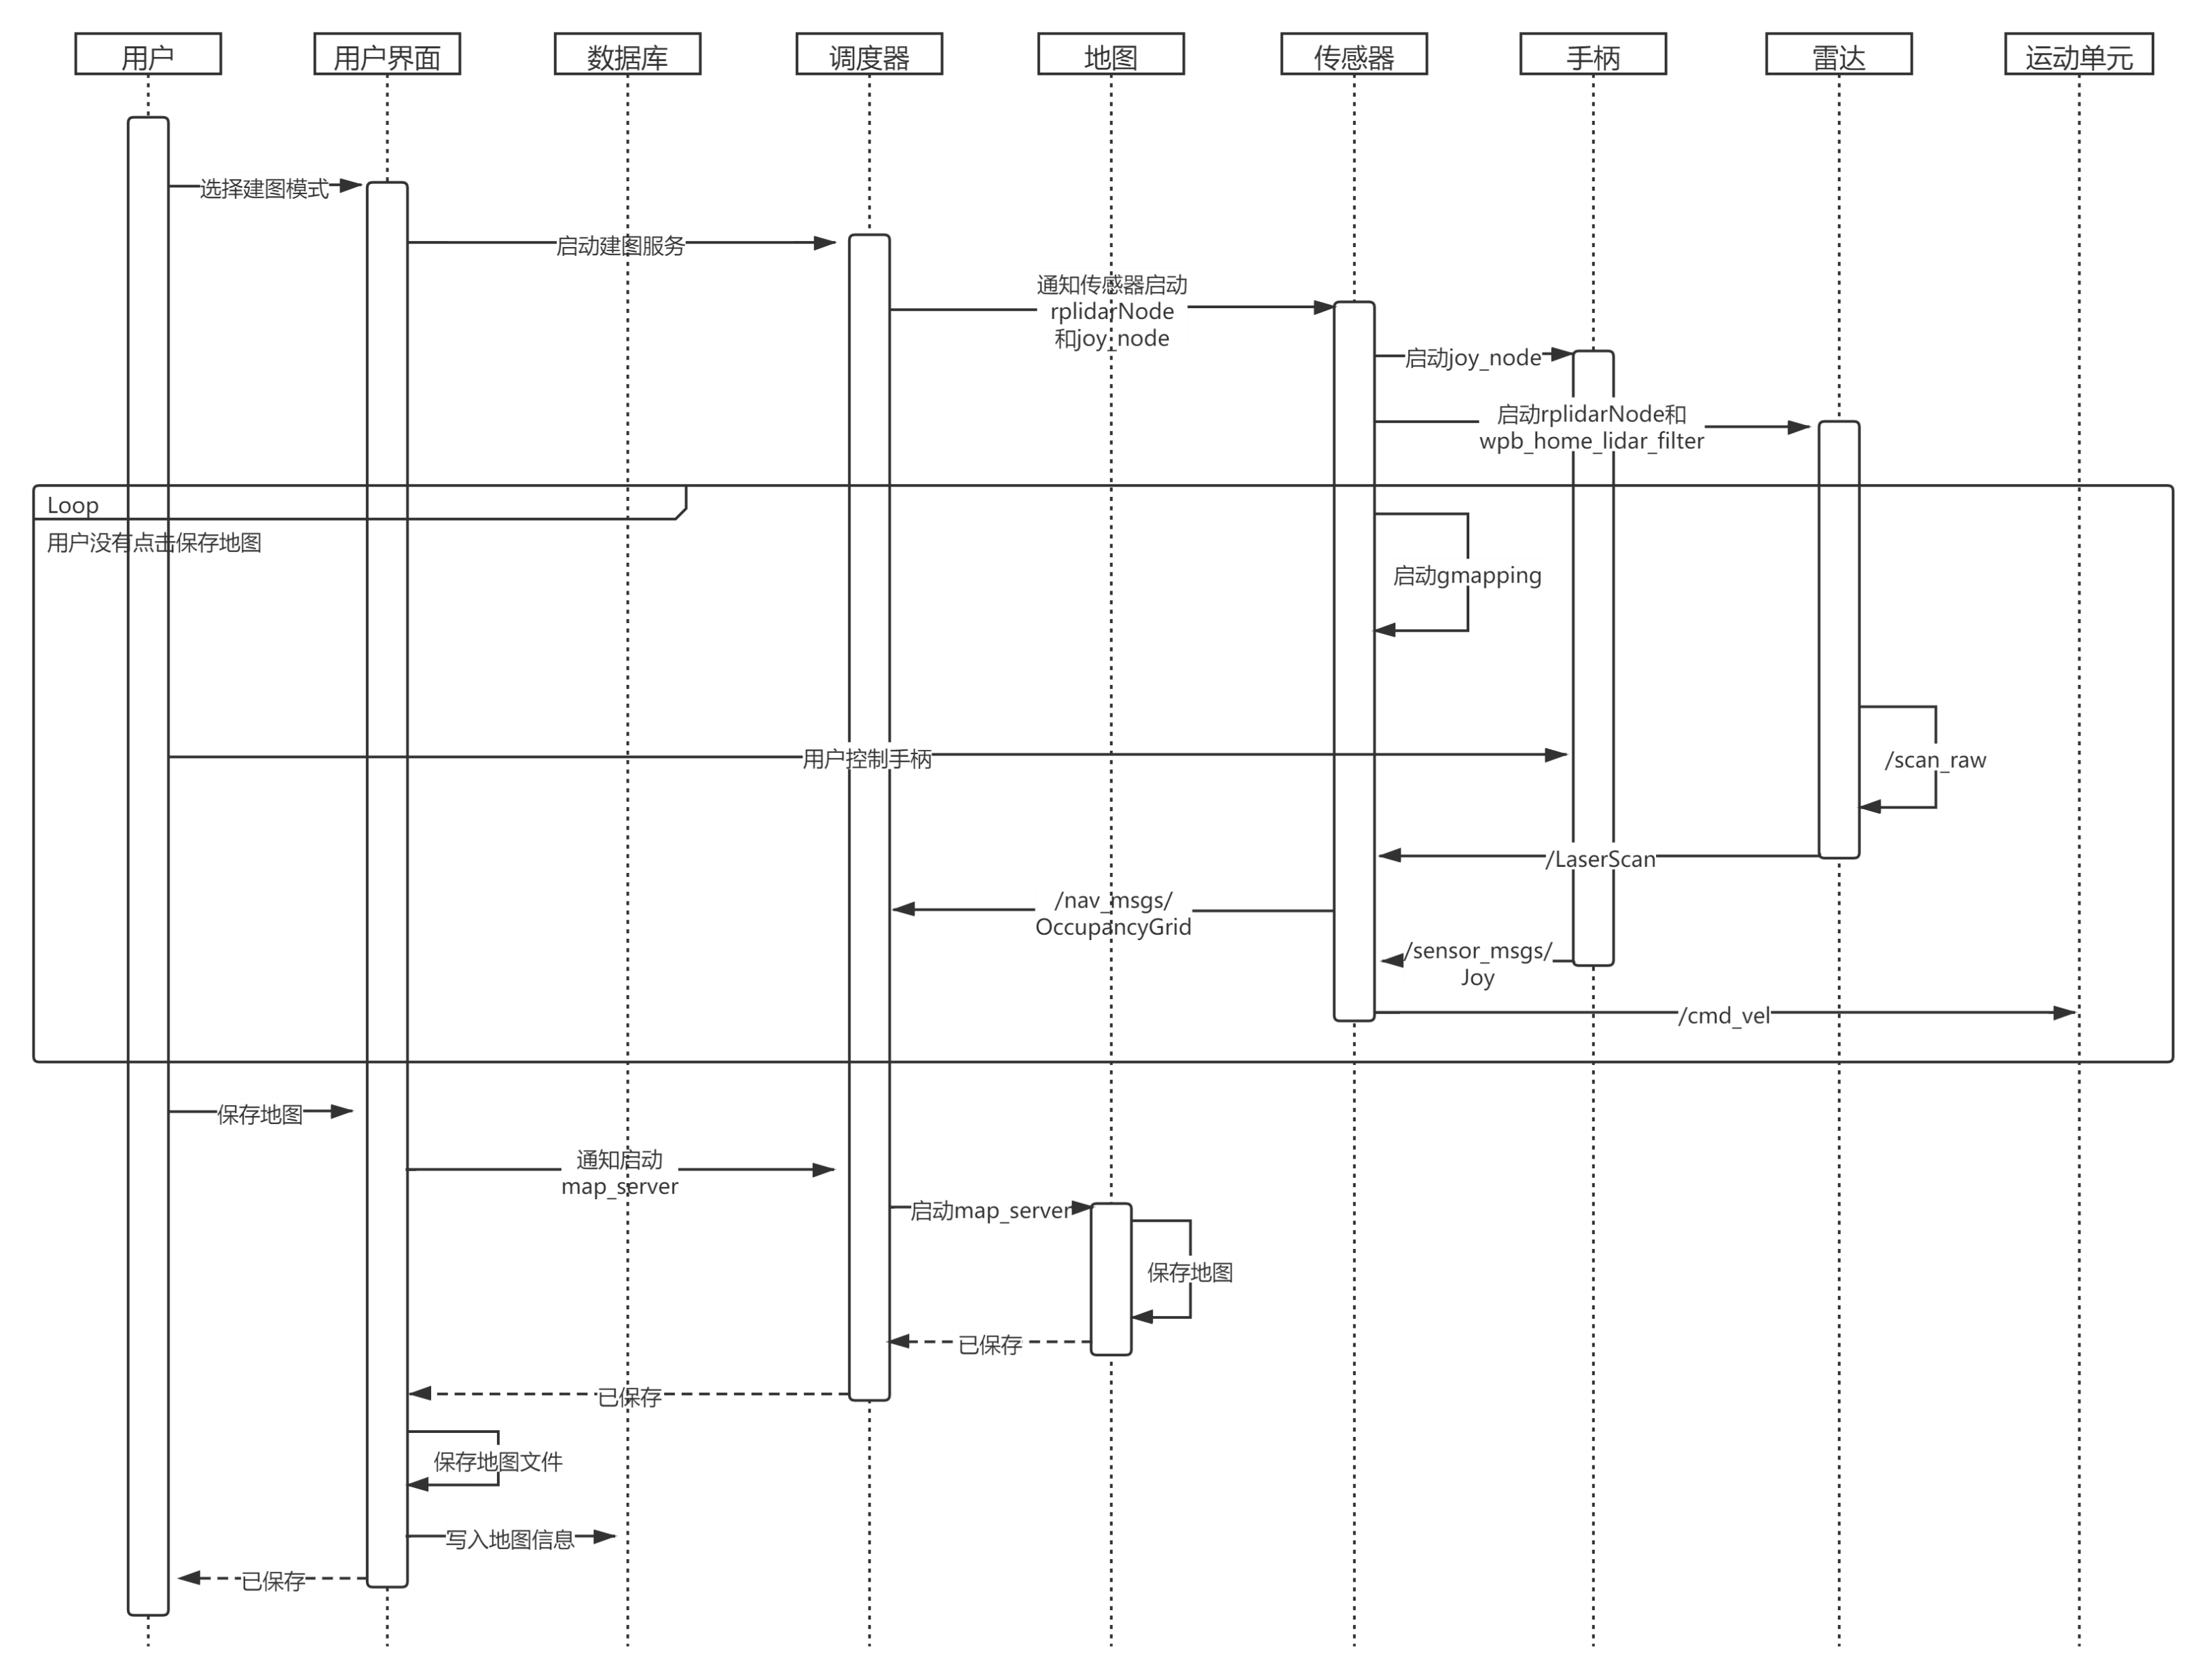 用户
用户界面
数据库
调度器
地图
传感器
手柄
雷达
运动单元
选择建图模式
启动建图服务
通知传感器启动
rplidarNode
和joy_node
启动joy_node
启动rplidarNode和
wpb_home_lidar_filter
Loop
用户没有点击保存地图
启动gmapping
用户控制手柄
/scan_raw
/LaserScan
/nav_msgs/
OccupancyGrid
/sensor_msgs/
Joy
/cmd_vel
保存地图
通知启动
map_server
启动map_server
保存地图
已保存
已保存
保存地图文件
写入地图信息
已保存